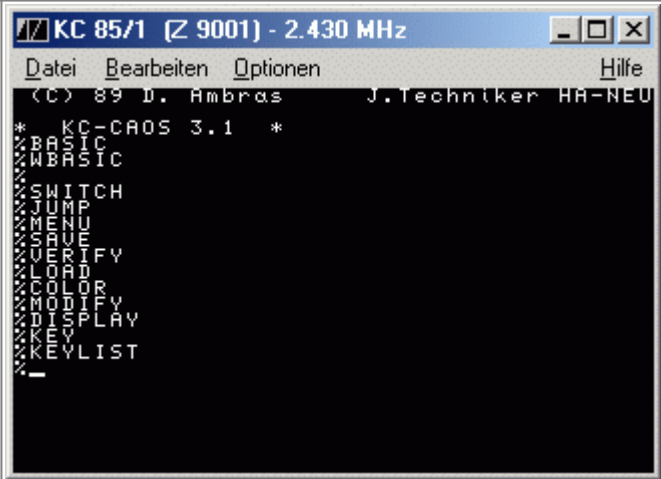 KC 85/1 (Z 9001) - 2.430 MHz
Datei Bearbeiten Optionen Hilfe
(C) 89 D. Ambras J.Techniker HA-NEU
* KC-CAOS 3.1 *
%BASIC
%WBASIC
%
%SWITCH
%JUMP
%MENU
%SAVE
%VERIFY
%LOAD
%COLOR
%MODIFY
%DISPLAY
%KEY
%KEYLIST
%_